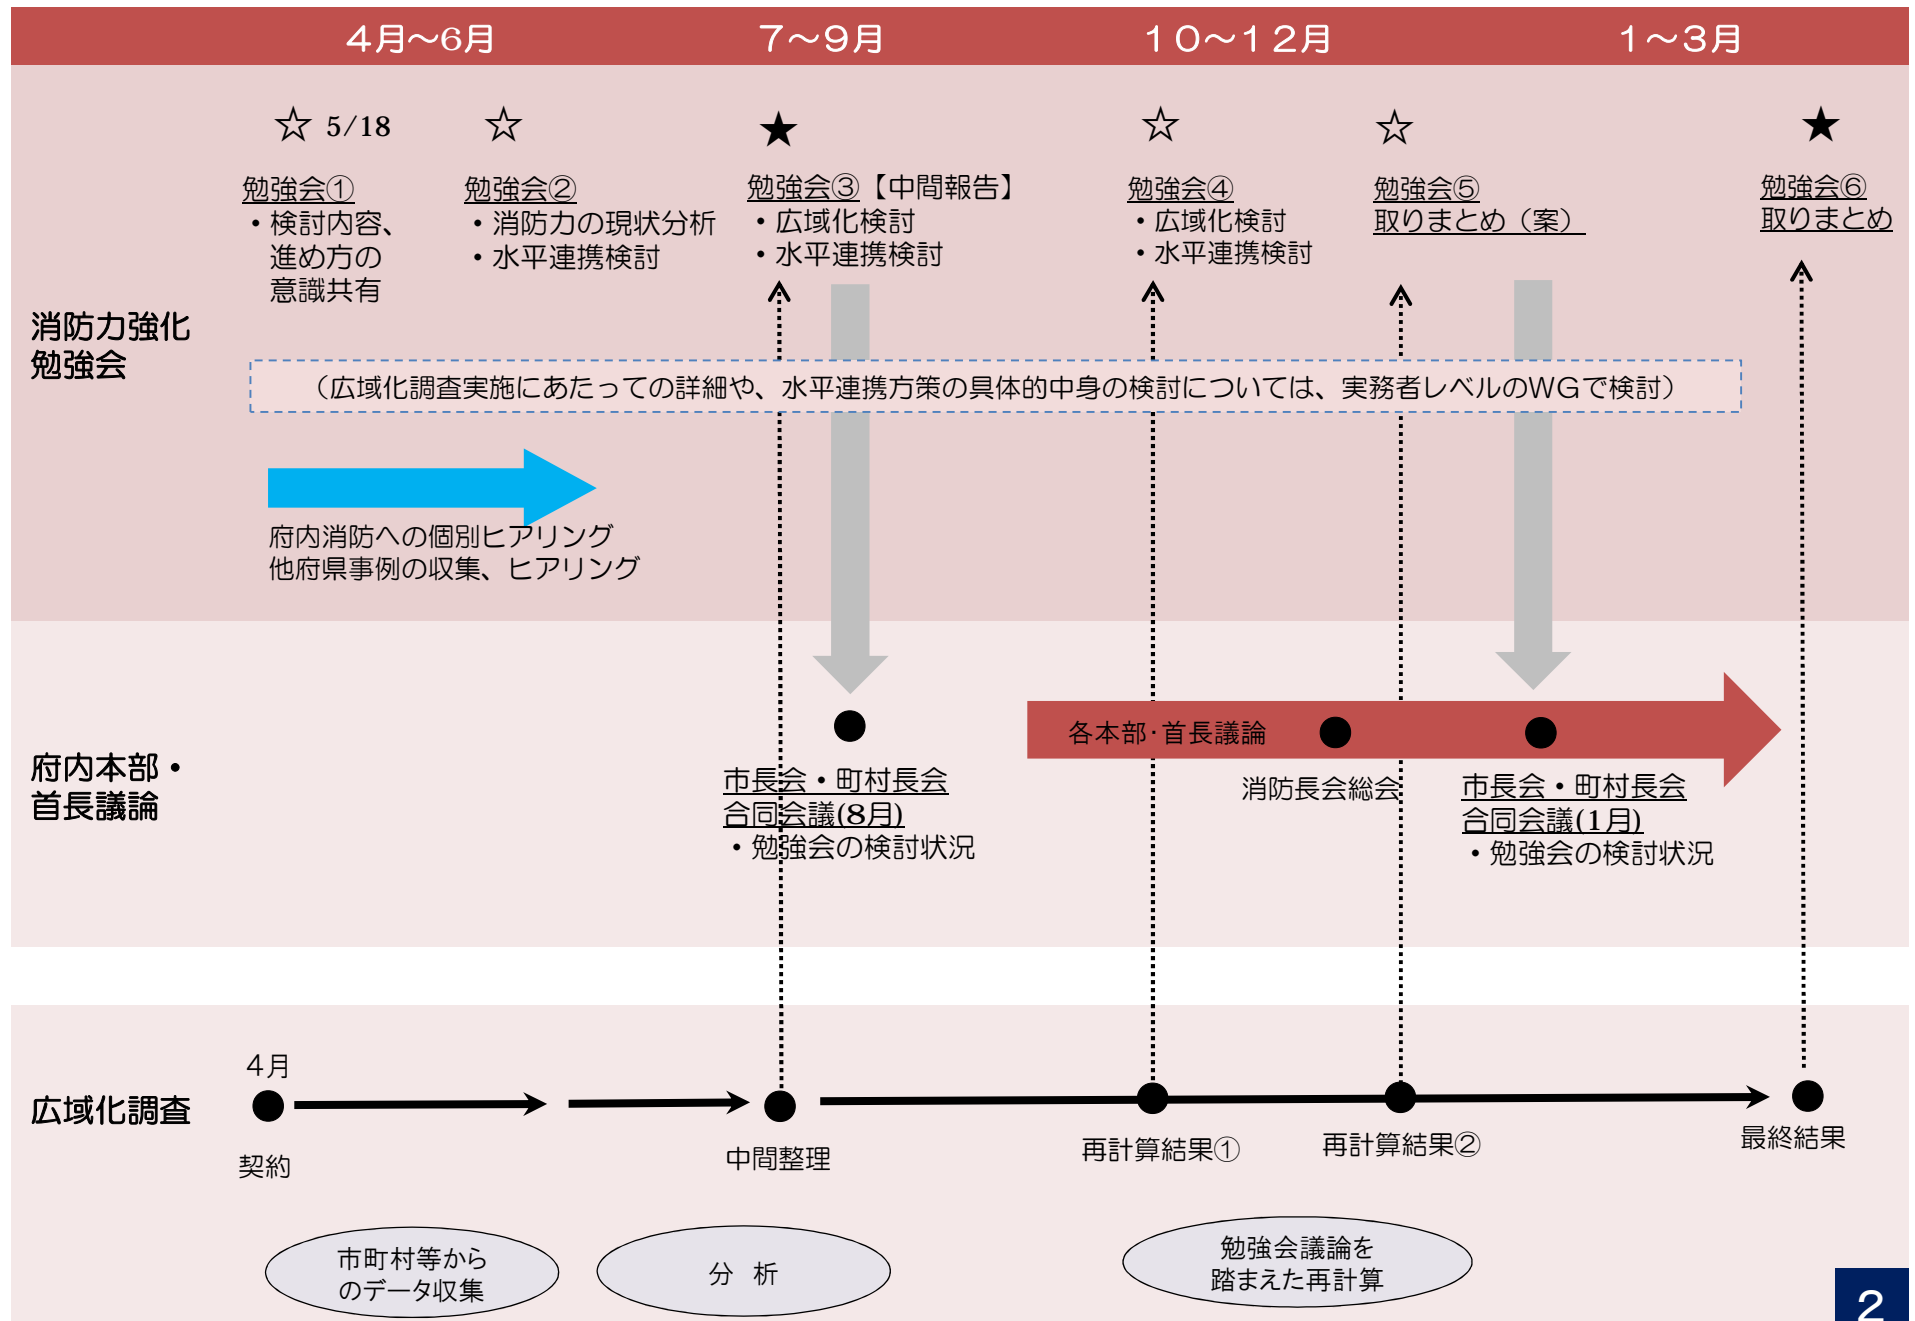 ４月～6月
７～９月
１０～１２月
１～３月
☆ 5/18
☆
★
☆
☆
★
勉強会①
・検討内容、
進め方の
意識共有
勉強会②
・消防力の現状分析
・水平連携検討
勉強会③【中間報告】
・広域化検討
・水平連携検討
勉強会④
・広域化検討
・水平連携検討
勉強会⑤
取りまとめ（案）
勉強会⑥
取りまとめ
消防力強化
勉強会
（広域化調査実施にあたっての詳細や、水平連携方策の具体的中身の検討については、実務者レベルのWGで検討）
府内消防への個別ヒアリング
他府県事例の収集、ヒアリング
府内本部・
首長議論
各本部・首長議論
市長会・町村長会
合同会議(8月)
・勉強会の検討状況
消防長会総会
市長会・町村長会
合同会議(1月)
・勉強会の検討状況
広域化調査
４月
契約
中間整理
再計算結果①
再計算結果②
最終結果
市町村等から
のデータ収集
分 析
勉強会議論を
踏まえた再計算
2